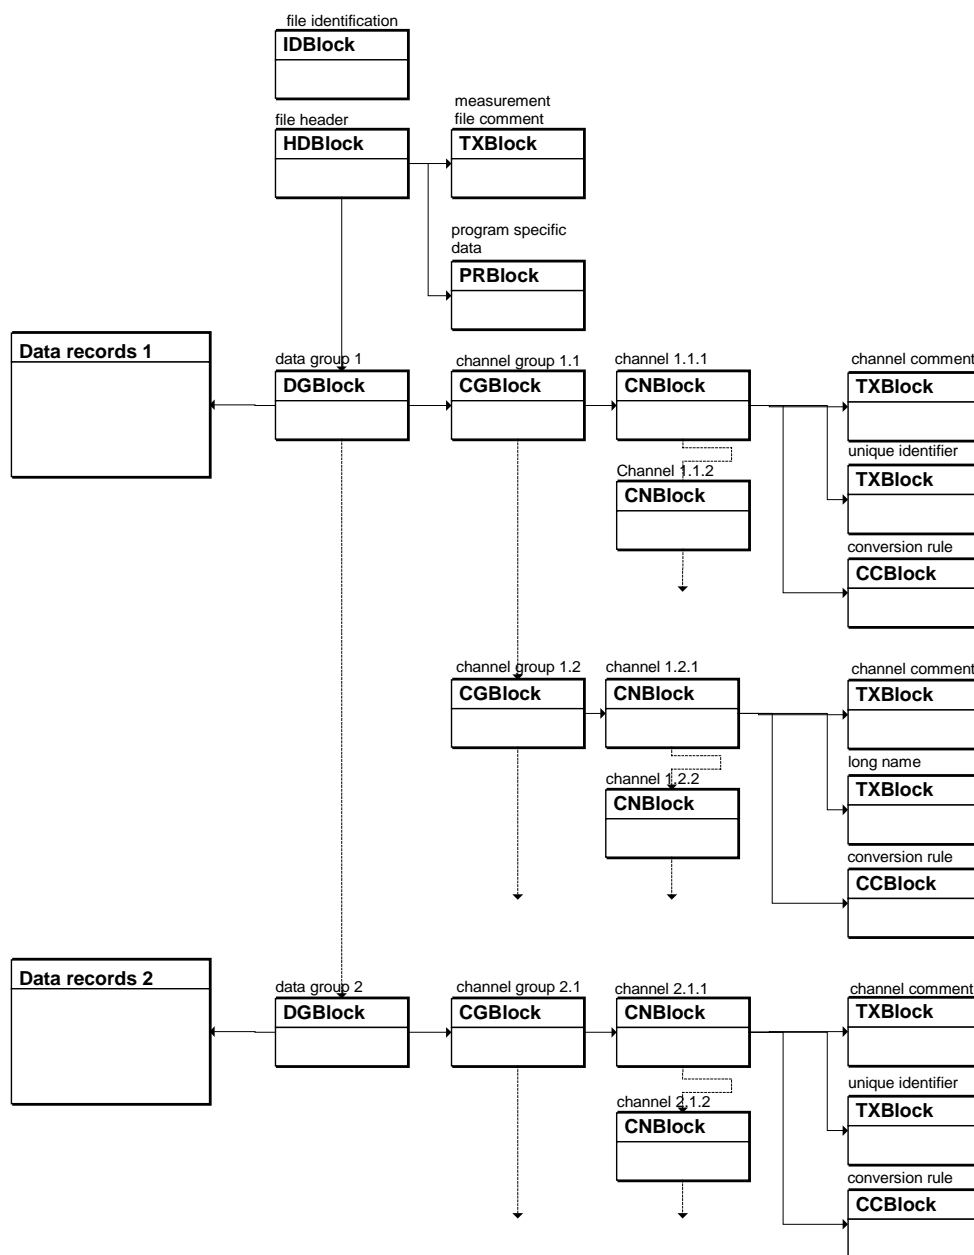 file identification
IDBlock
file header
HDBlock
measurement
file comment
TXBlock
program specific
data
PRBlock
Data records 1
data group 1
DGBlock
channel group 1.1
CGBlock
channel 1.1.1
CNBlock
channel comment
TXBlock
Channel 1.1.2
CNBlock
unique identifier
TXBlock
conversion rule
CCBlock
channel group 1.2
CGBlock
channel 1.2.1
CNBlock
channel comment
TXBlock
channel 1.2.2
CNBlock
long name
TXBlock
conversion rule
CCBlock
Data records 2
data group 2
DGBlock
channel group 2.1
CGBlock
channel 2.1.1
CNBlock
channel comment
TXBlock
channel 2.1.2
CNBlock
unique identifier
TXBlock
conversion rule
CCBlock